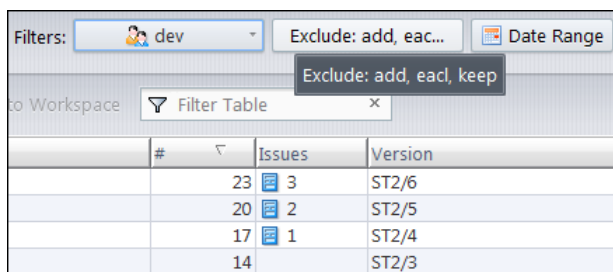 Filters: dev Exclude: add, eac... Date Range
Exclude: add, eacl, keep
to Workspace Filter Table ×
# Issues Version
23 3 ST2/6
20 2 ST2/5
17 1 ST2/4
14 ST2/3